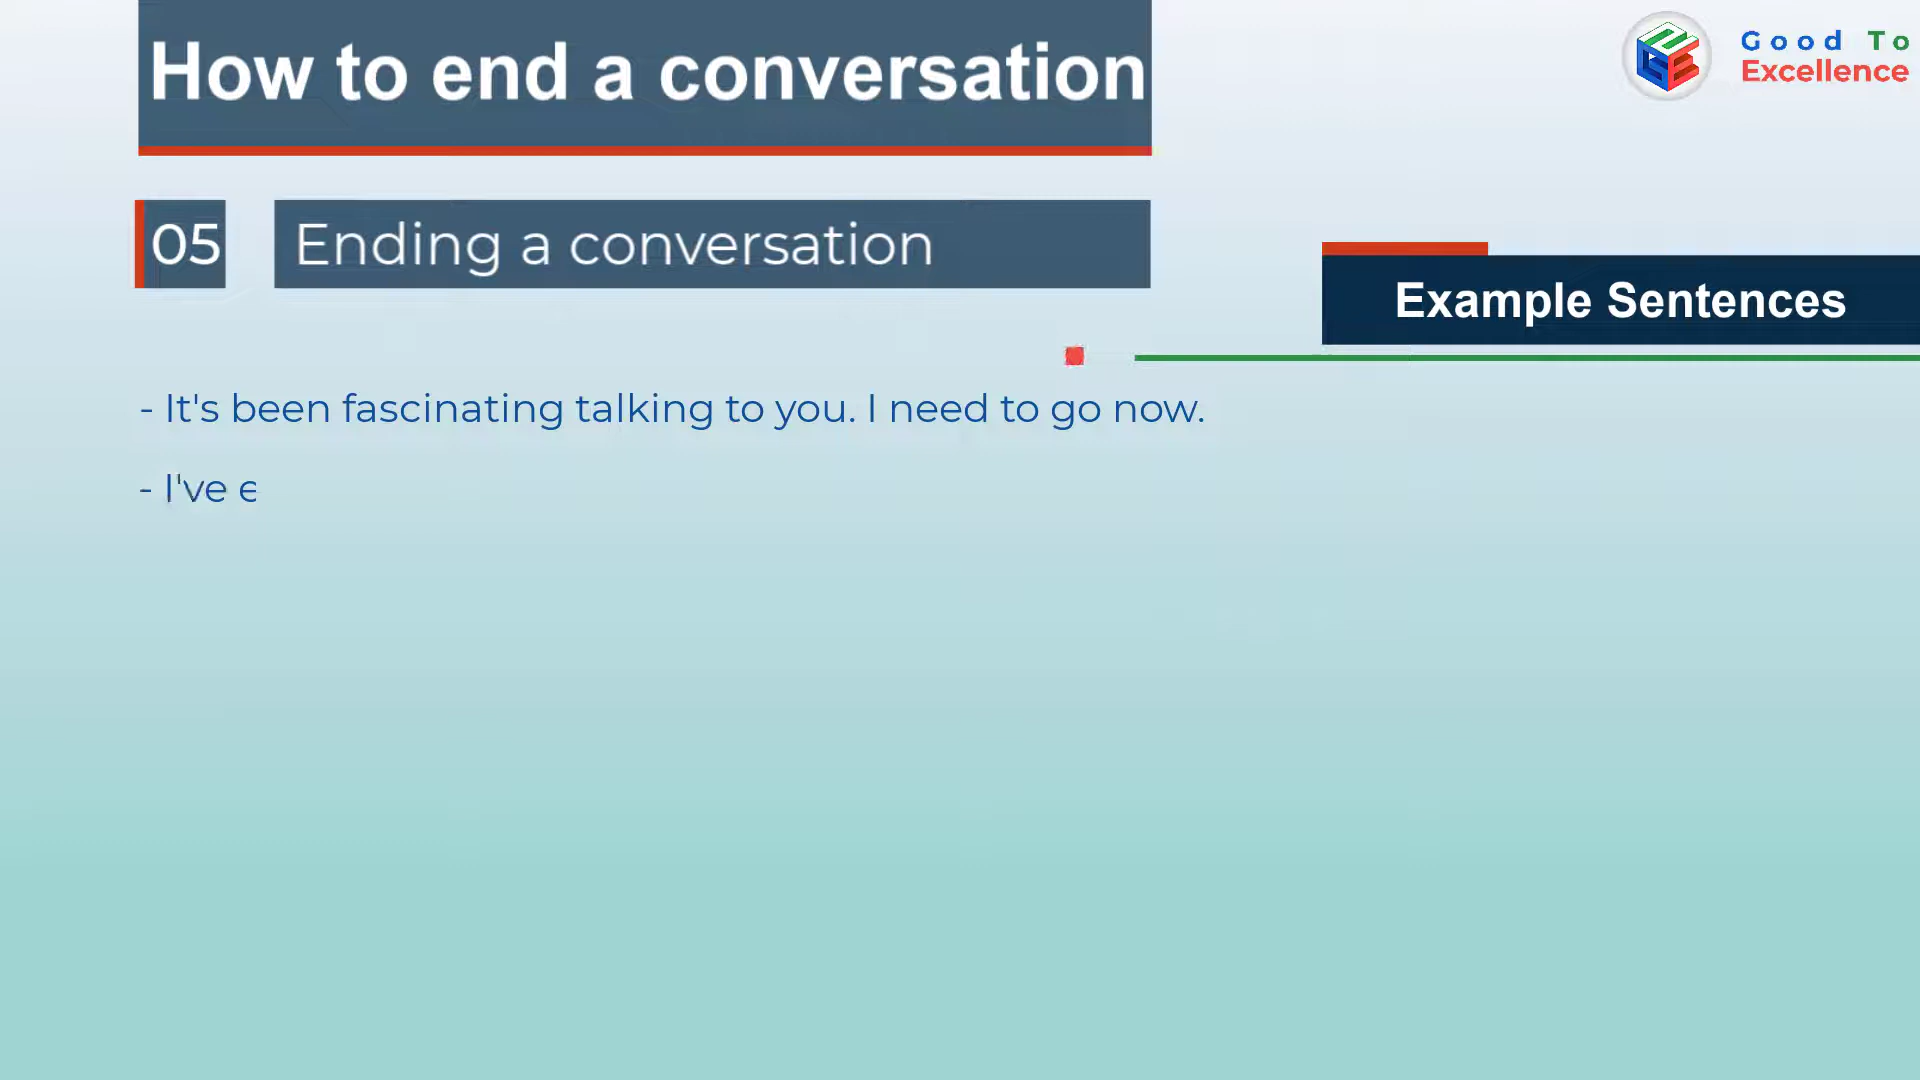 How to end a conversation
Good To
Excellence
05
Ending a conversation
Example Sentences
- It's been fascinating talking to you. I need to go now.
- I've e